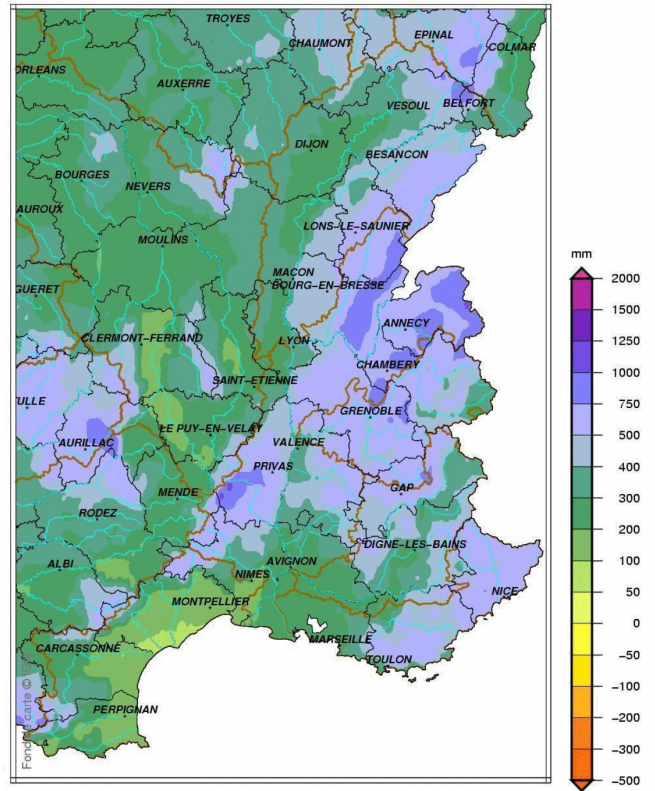 TROYES
EPINAL
CHAUMONT
COLMAR
ORLEANS
AUXERRE
VESOUL
BELFORT
DIJON
BESANCON
BOURGES
NEVERS
AUROUX
LONS-LE-SAUNIER
MOULINS
mm
MACON
GUERET
BOURG-EN-BRESSE
ANNECY
CLERMONT-FERRAND
LYON
CHAMBERY
SAINT-ETIENNE
TULLE
GRENOBLE
LE PUY-EN-VELAY
AURILLAC
VALENCE
PRIVAS
MENDE
GAP
RODEZ
DIGNE-LES-BAINS
ALBI
AVIGNON
NIMES
NICE
MONTPELLIER
MARSEILLE
CARCASSONNE
TOULON
PERPIGNAN
Fond de carte ©
2000
1500
1250
1000
750
500
400
300
200
100
50
0
-50
-100
-200
-300
-500